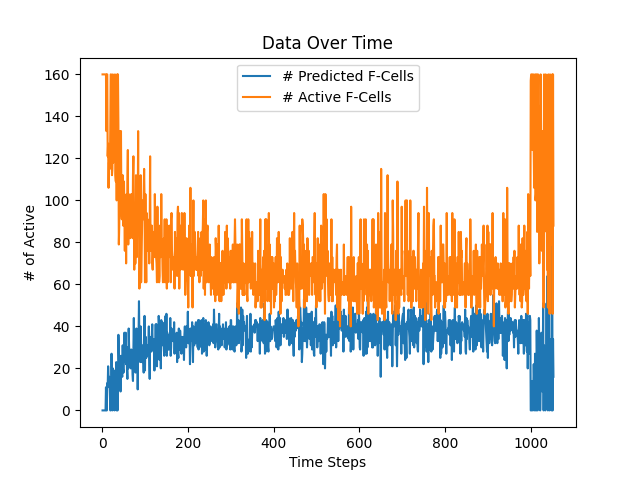 Data Over Time
# Predicted F-Cells
# Active F-Cells
# of Active
160
140
120
100
80
60
40
20
0
0 200 400 600 800 1000
Time Steps